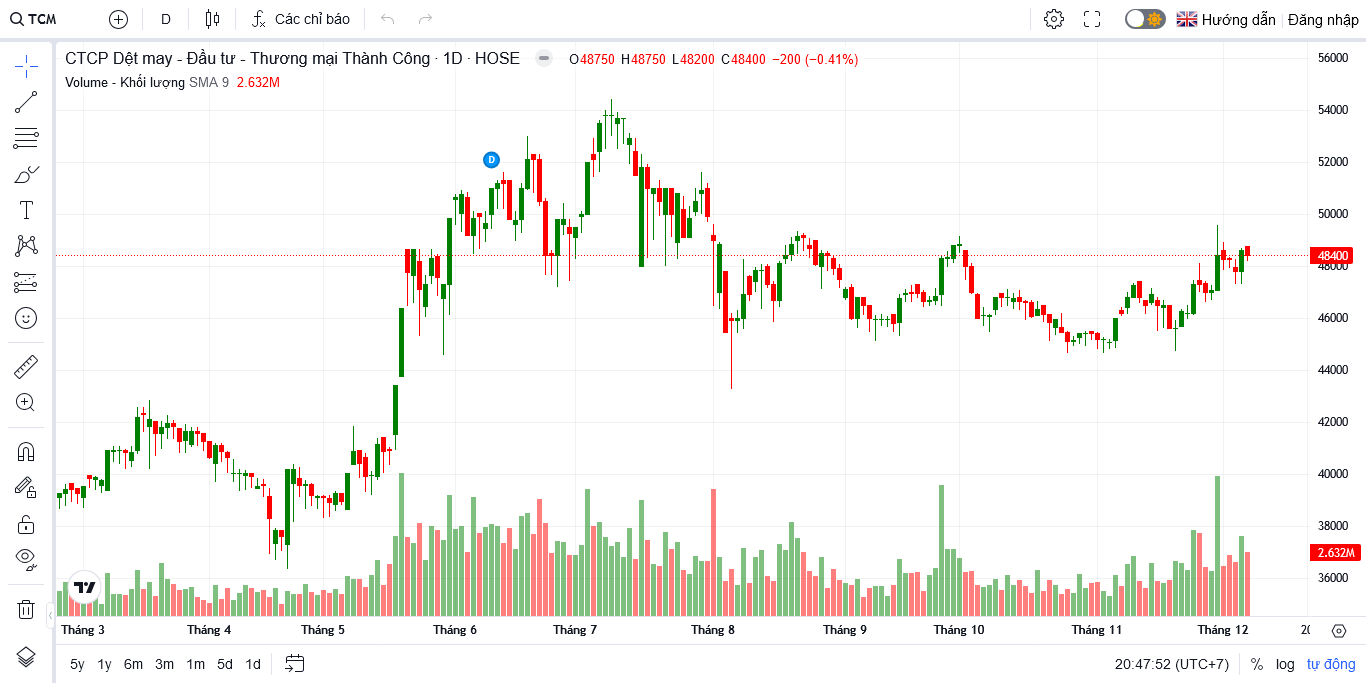 TCM D Các chỉ báo Hướng dẫn Đăng nhập
CTCP Dệt may - Đầu tư - Thương mại Thành Công · 1D · HOSE O48750 H48750 L48200 C48400 −200 (−0.41%)
Volume - Khối lượng SMA 9 2.632M
D
56000
54000
52000
50000
48400
48000
46000
44000
42000
40000
38000
2.632M
36000
Tháng 3 Tháng 4 Tháng 5 Tháng 6 Tháng 7 Tháng 8 Tháng 9 Tháng 10 Tháng 11 Tháng 12
5y 1y 6m 3m 1m 5d 1d 20:47:52 (UTC+7) % log tự động